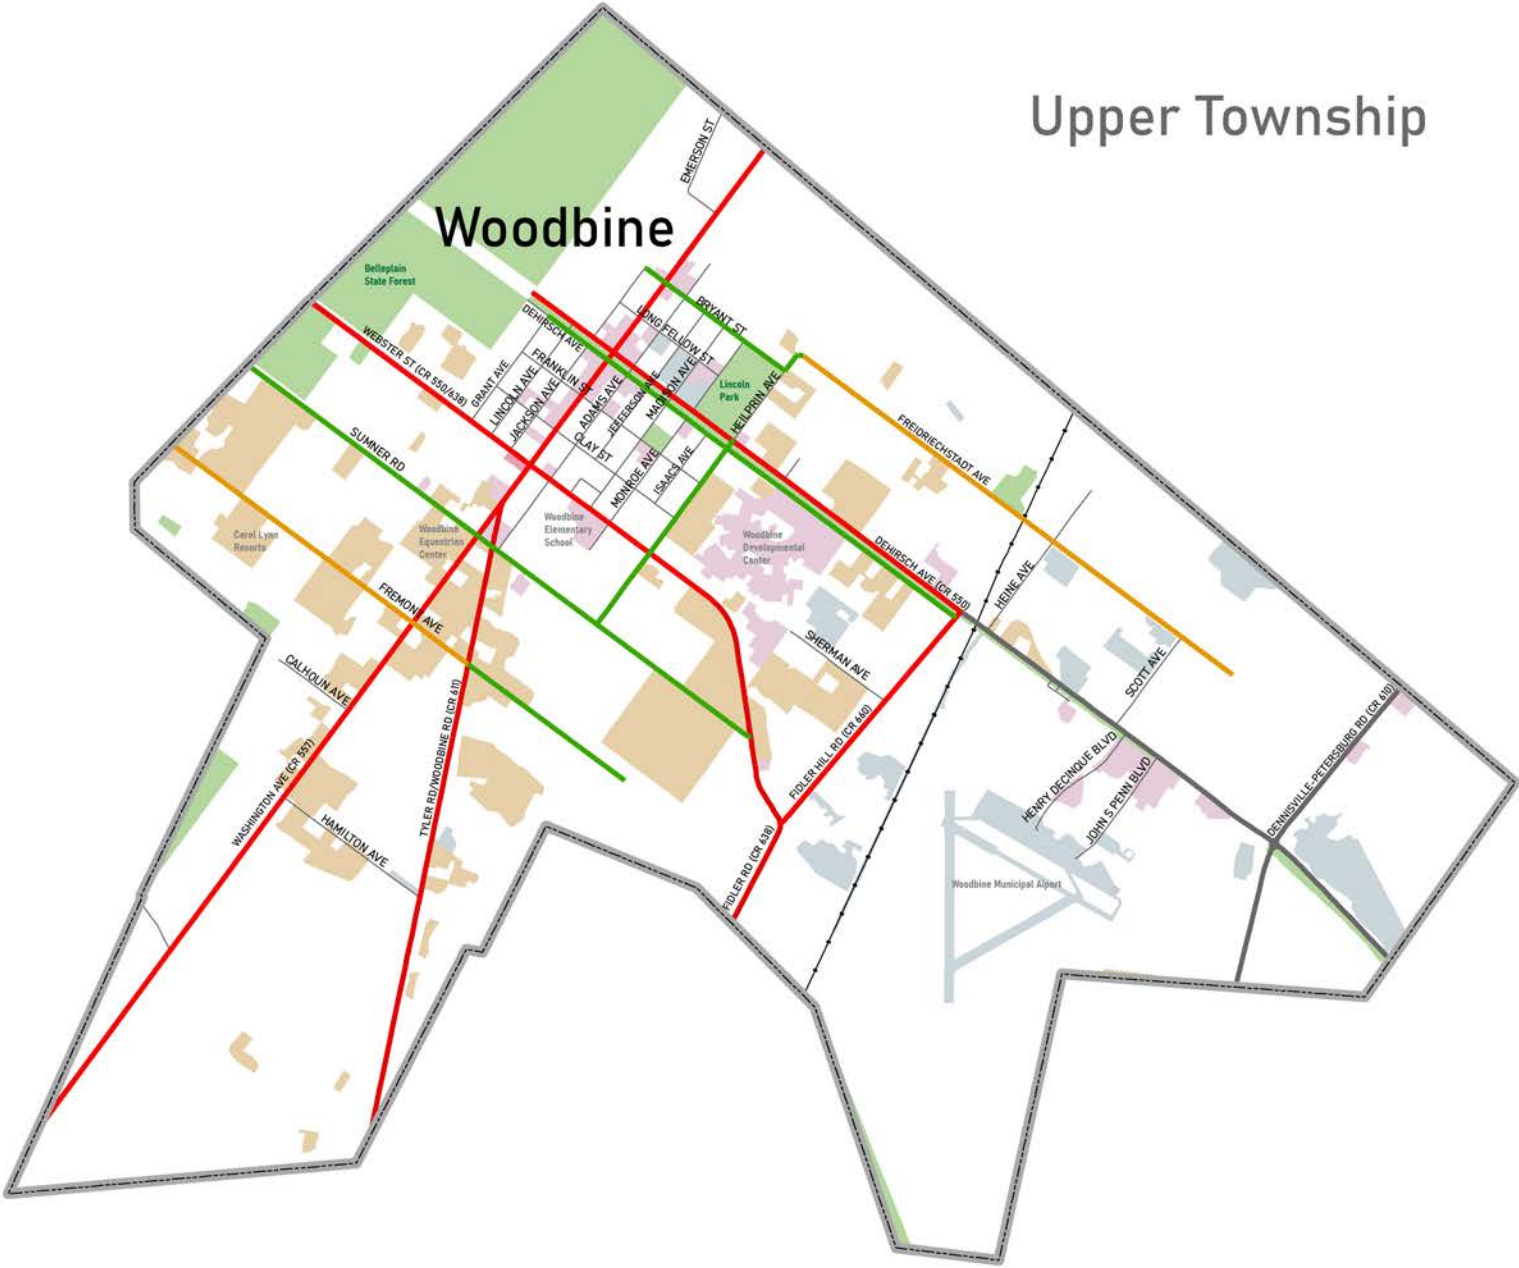 Upper Township
EMERSON ST
Woodbine
Belleplain
State Forest
BRYANT ST
LONG FELLOW ST
DEHIRSCH AVE
WEBSTER ST (CR 550/638)
FRANKLIN ST
GRANT AVE
LINCOLN AVE
JACKSON AVE
ADAMS AVE
JEFFERSON AVE
MADISON AVE
Lincoln
Park
HEILPRIN AVE
CLAY ST
MONROE AVE
ISAACS AVE
SUMNER RD
FREIDRIECHSTADT AVE
Carol Lynn
Resorts
Woodbine
Equestrian
Center
Woodbine
Elementary
School
Woodbine
Developmental
Center
DEHIRSCH AVE (CR 550)
HEINE AVE
FREMONT AVE
SHERMAN AVE
CALHOUN AVE
SCOTT AVE
WASHINGTON AVE (CR 557)
TYLER RD/WOODBINE RD (CR 611)
FIDLER HILL RD (CR 660)
HENRY DECINQUE BLVD
JOHN S PENN BLVD
DENNISVILLE-PETERSBURG RD (CR 610)
HAMILTON AVE
FIDLER RD (CR 638)
Woodbine Municipal Aiport